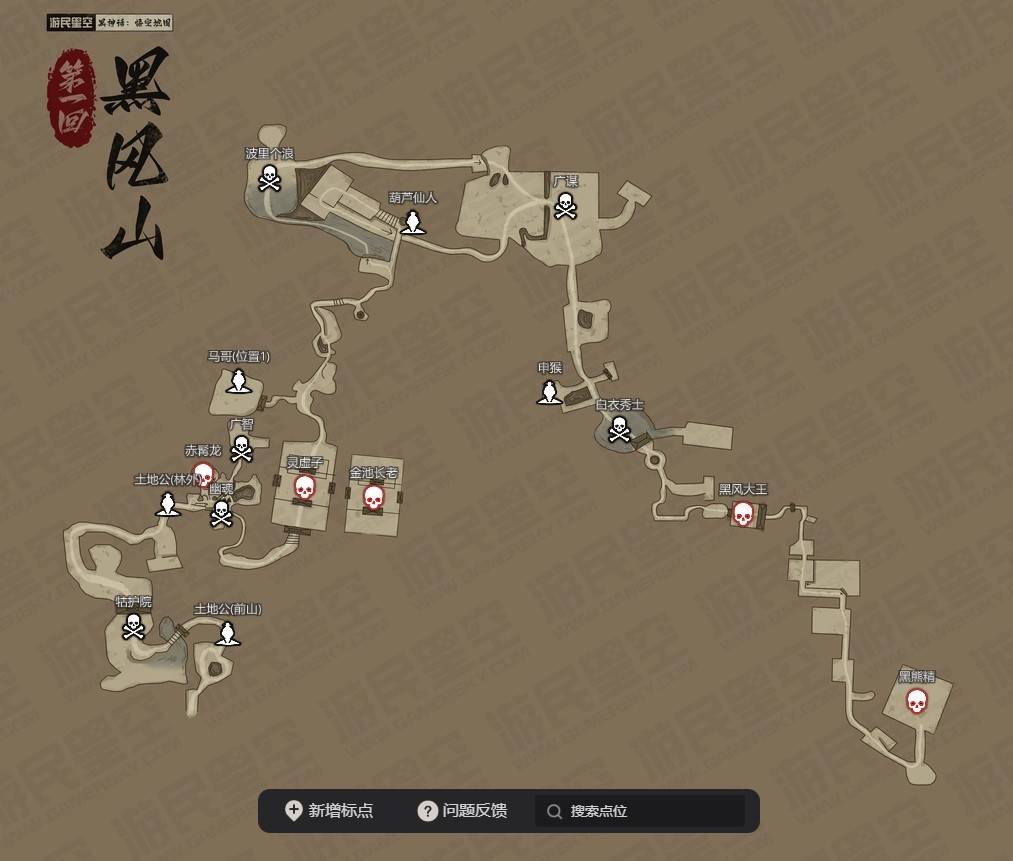 游民星空 黑神话：悟空地图
第一回
黑风山
波里个浪
葫芦仙人
广谋
马哥(位置1)
申猴
白衣秀士
广智
赤髯龙
灵虚子
金池长老
土地公(林外)
幽魂
黑风大王
牯护院
土地公(前山)
黑熊精
新增标点
问题反馈
搜索点位